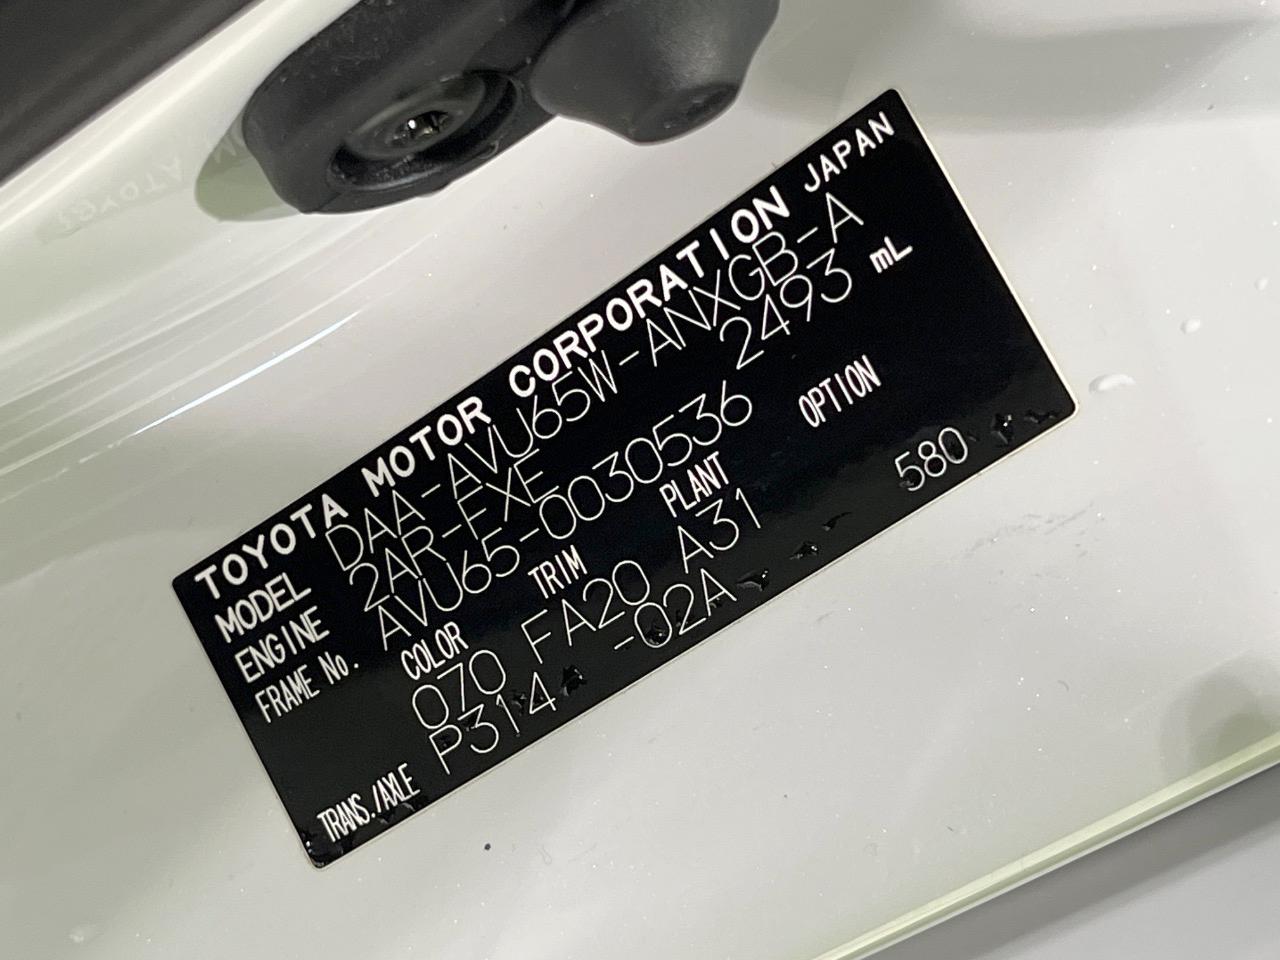 TOYOTA MOTOR CORPORATION JAPAN
MODEL DAA-AVU65W-ANXGB-A
ENGINE 2AR-FXE 2493 mL
FRAME No. AVU65-0030536
COLOR TRIM PLANT OPTION
070 FA20 A31 580
TRANS./AXLE P314 -02A